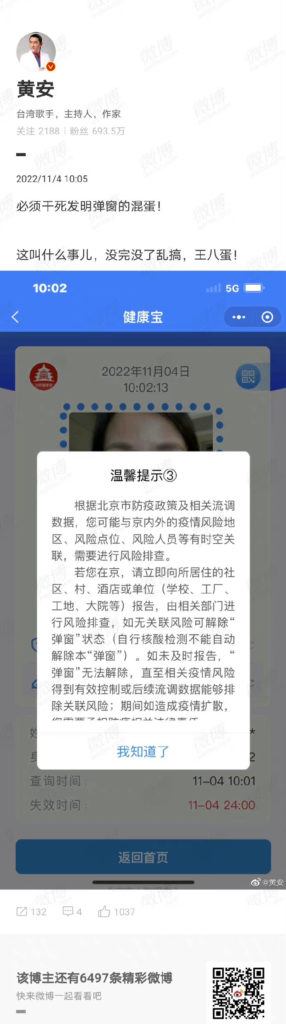 黄安
台湾歌手，主持人，作家
关注 2188 粉丝 693.5万
2022/11/4 10:05
必须干死发明弹窗的混蛋！
这叫什么事儿，没完没了乱搞，王八蛋！
10:02
5G
健康宝
2022年11月04日
10:02:13
温馨提示③
根据北京市防疫政策及相关流调
数据，您可能与京内外的疫情风险地
区、风险点位、风险人员等有时空关
联，需要进行风险排查。
若您在京，请立即向所居住的社
区、村、酒店或单位（学校、工厂、
工地、大院等）报告，由相关部门进
行风险排查，如无关联风险可解除“
弹窗”状态（自行核酸检测不能自动
解除本“弹窗”）。如未及时报告，“
弹窗”无法解除，直至相关疫情风险
得到有效控制或后续流调数据能够排
除关联风险；期间如造成疫情扩散，
我知道了
查询时间：
11-04 10:01
失效时间：
11-04 24:00
返回首页
@黄安
132 4 1037
该博主还有6497条精彩微博
快来微博一起看看吧
微博